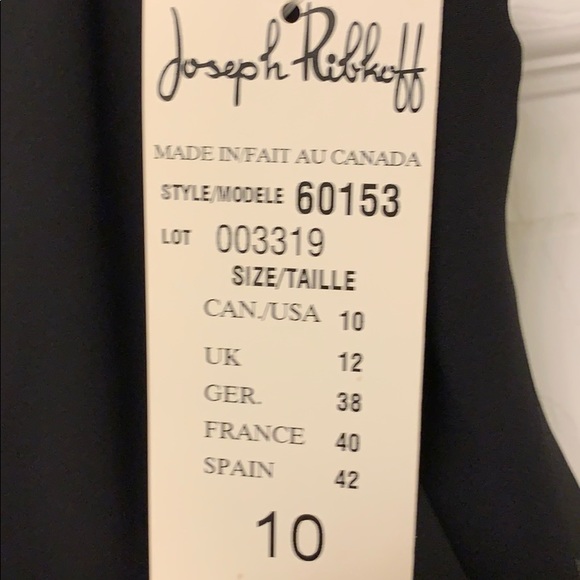 Joseph Ribkoff
MADE IN/FAIT AU CANADA
STYLE/MODELE 60153
LOT 003319
SIZE/TAILLE
CAN./USA 10
UK 12
GER. 38
FRANCE 40
SPAIN 42
10